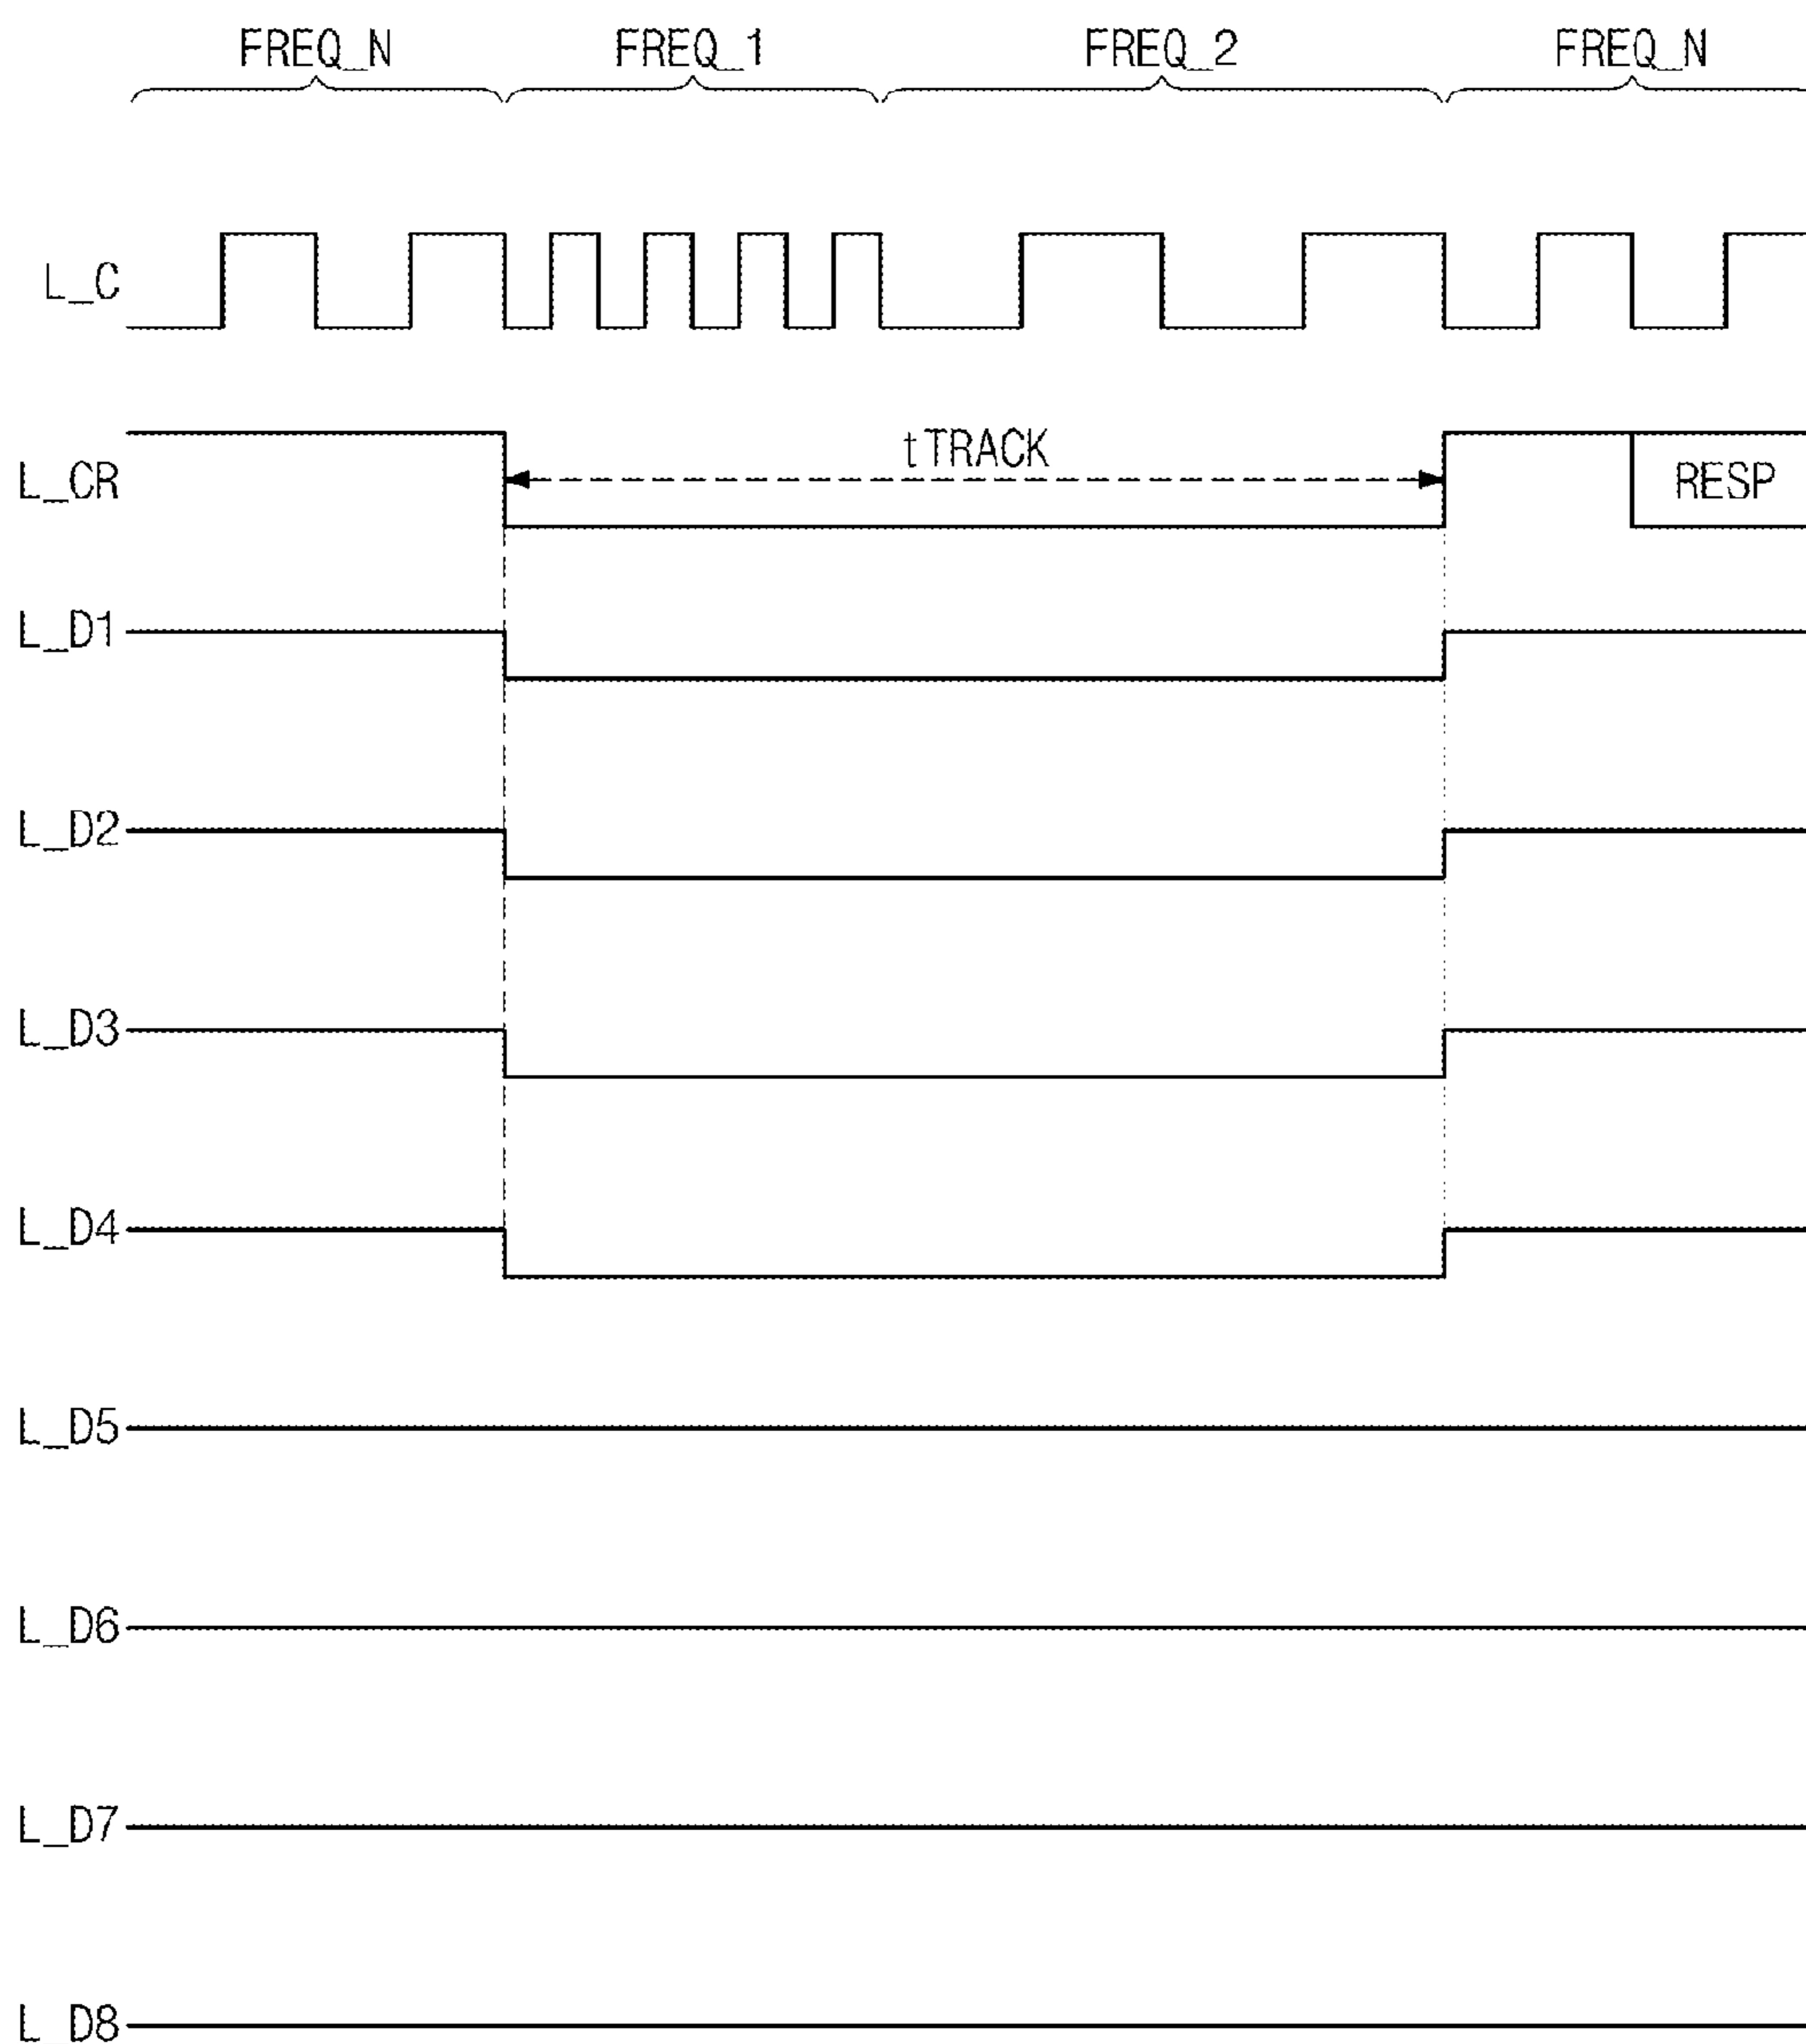 FREQ_N FREQ_1 FREQ_2 FREQ_N
L_C
L_CR tTRACK RESP
L_D1
L_D2
L_D3
L_D4
L_D5
L_D6
L_D7
L_D8